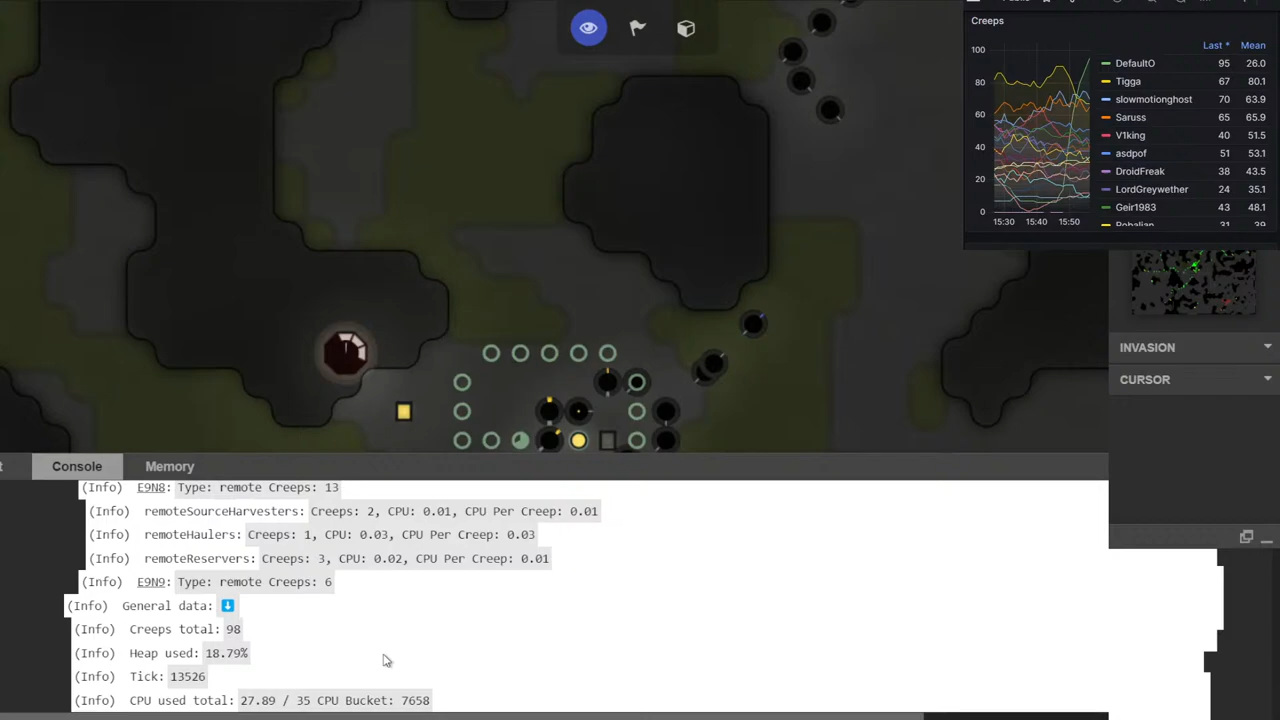 Creeps
Last * Mean
100
80
60
40
20
0
15:30 15:40 15:50
DefaultO 95 26.0
Tigga 67 80.1
slowmotionghost 70 63.9
Saruss 65 65.9
V1king 40 51.5
asdpof 51 53.1
DroidFreak 38 43.5
LordGreywether 24 35.1
Geir1983 43 48.1
Robalian 31 39
INVASION
CURSOR
Console Memory
(Info) E9N8: Type: remote Creeps: 13
(Info) remoteSourceHarvesters: Creeps: 2, CPU: 0.01, CPU Per Creep: 0.01
(Info) remoteHaulers: Creeps: 1, CPU: 0.03, CPU Per Creep: 0.03
(Info) remoteReservers: Creeps: 3, CPU: 0.02, CPU Per Creep: 0.01
(Info) E9N9: Type: remote Creeps: 6
(Info) General data: ⬇️
(Info) Creeps total: 98
(Info) Heap used: 18.79%
(Info) Tick: 13526
(Info) CPU used total: 27.89 / 35 CPU Bucket: 7658